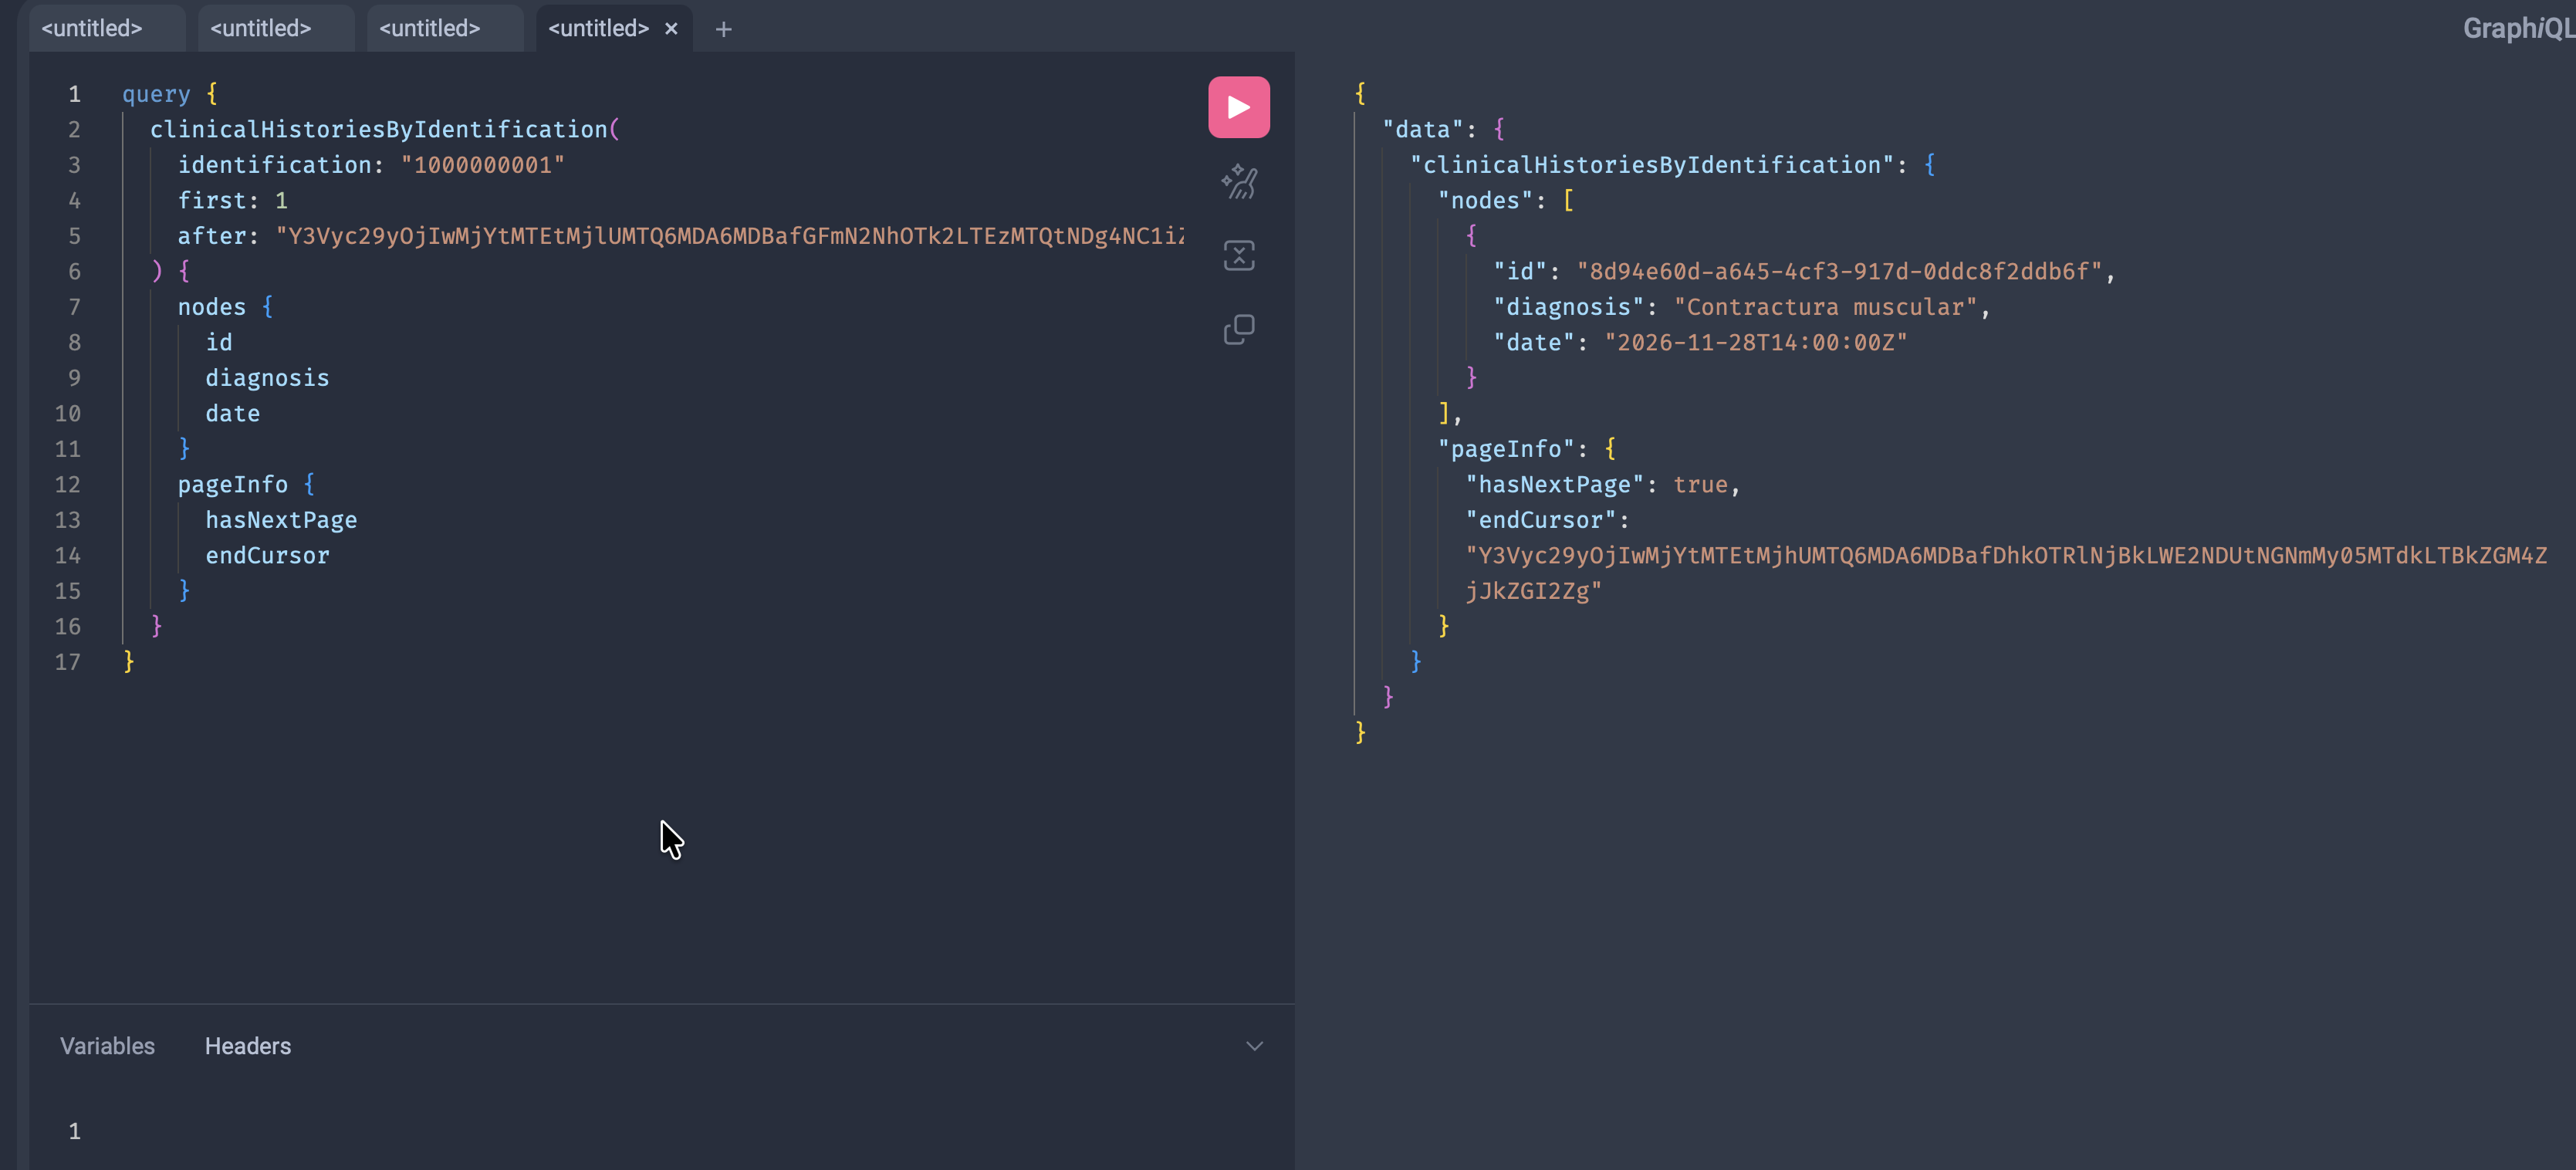 <untitled> <untitled> <untitled> <untitled> × +
GraphiQL
1 query {
2 clinicalHistoriesByIdentification(
3 identification: "1000000001"
4 first: 1
5 after: "Y3Vyc29yOjIwMjYtMTEtMjlUMTQ6MDA6MDBafGFmN2NhOTk2LTEzMTQtNDg4NC1i
6 ) {
7 nodes {
8 id
9 diagnosis
10 date
11 }
12 pageInfo {
13 hasNextPage
14 endCursor
15 }
16 }
17 }
Variables Headers
1
{
"data": {
"clinicalHistoriesByIdentification": {
"nodes": [
{
"id": "8d94e60d-a645-4cf3-917d-0ddc8f2ddb6f",
"diagnosis": "Contractura muscular",
"date": "2026-11-28T14:00:00Z"
}
],
"pageInfo": {
"hasNextPage": true,
"endCursor":
"Y3Vyc29yOjIwMjYtMTEtMjhUMTQ6MDA6MDBafDhkOTRlNjBkLWE2NDUtNGNmMy05MTdkLTBkZGM4Z
jJkZGI2Zg"
}
}
}
}